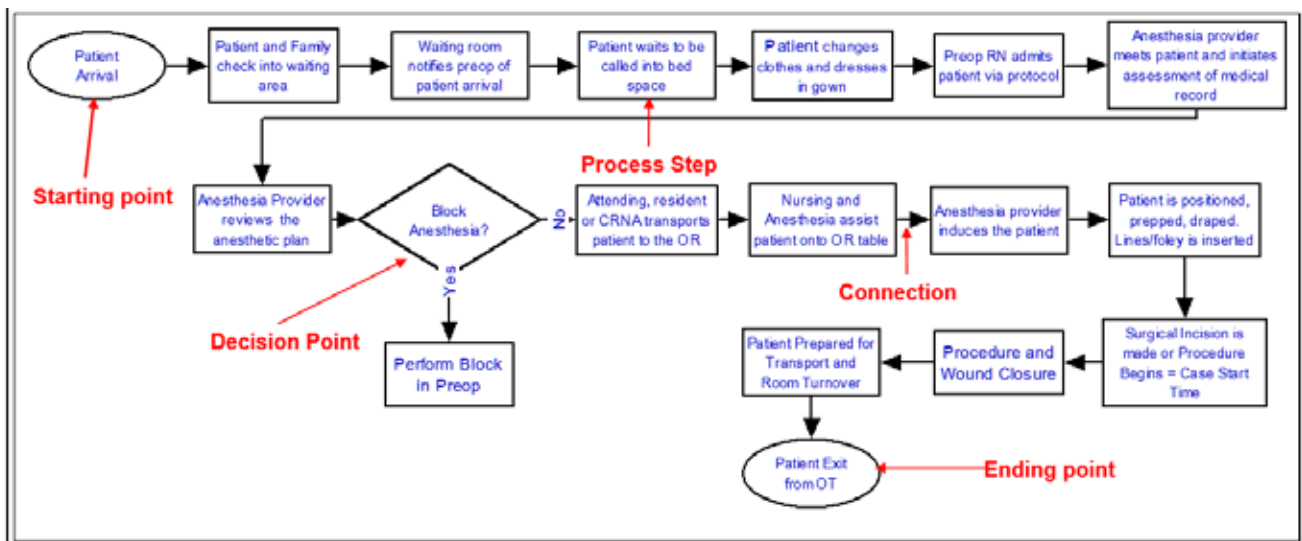 Patient
Arrival
Patient and Family
check into waiting
area
Waiting room
notifies preop of
patient arrival
Patient waits to be
called into bed
space
Patient changes
clothes and dresses
in gown
Preop RN admits
patient via protocol
Anesthesia provider
meets patient and initiates
assessment of medical
record
Starting point
Process Step
Anesthesia Provider
reviews the
anesthetic plan
Block
Anesthesia?
No
Yes
Attending, resident
or CRNA transports
patient to the OR
Nursing and
Anesthesia assist
patient onto OR table
Anesthesia provider
induces the patient
Patient is positioned,
prepped, draped.
Lines/foley is inserted
Decision Point
Connection
Perform Block
in Preop
Patient Prepared for
Transport and
Room Turnover
Procedure and
Wound Closure
Surgical Incision is
made or Procedure
Begins = Case Start
Time
Patient Exit
from OT
Ending point